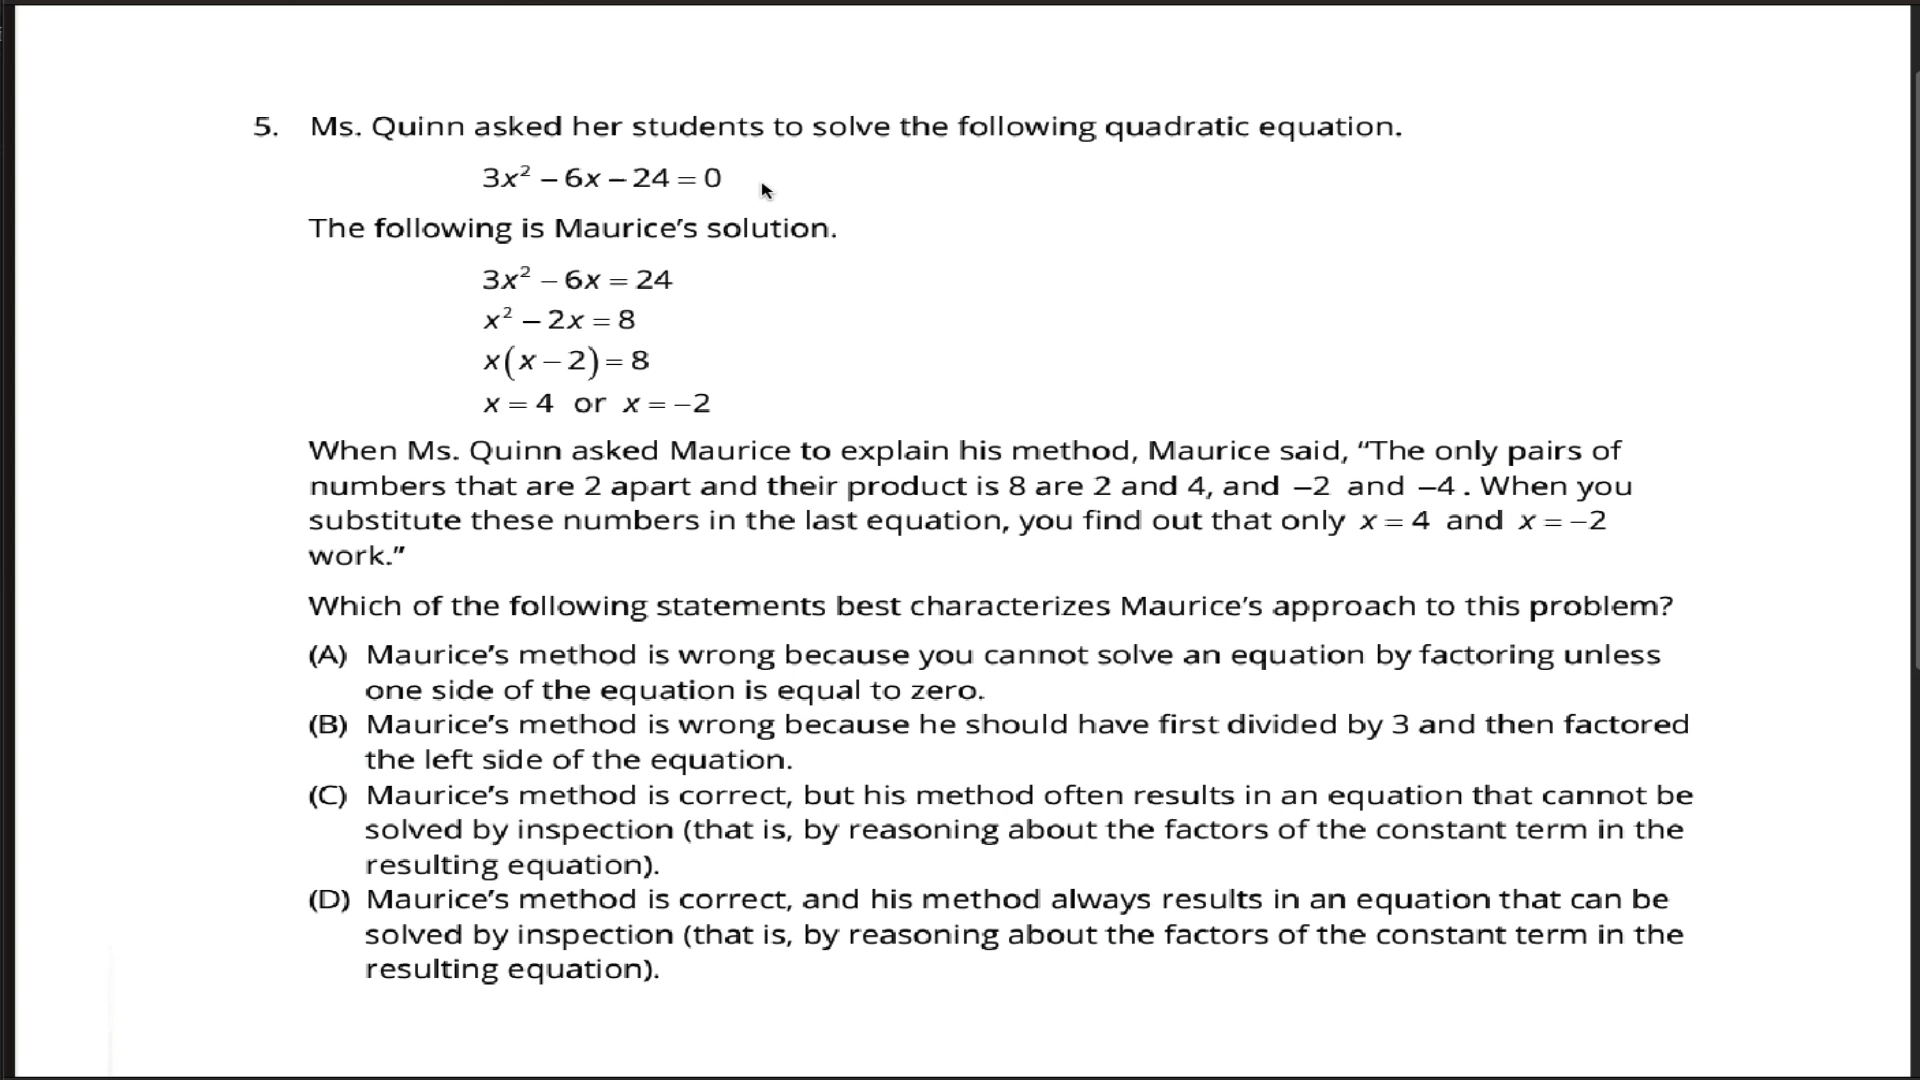 5. Ms. Quinn asked her students to solve the following quadratic equation.
3x² – 6x – 24 = 0
The following is Maurice’s solution.
3x² – 6x = 24
x² – 2x = 8
x(x – 2) = 8
x = 4 or x = –2
When Ms. Quinn asked Maurice to explain his method, Maurice said, “The only pairs of
numbers that are 2 apart and their product is 8 are 2 and 4, and –2 and –4. When you
substitute these numbers in the last equation, you find out that only x = 4 and x = –2
work.”
Which of the following statements best characterizes Maurice’s approach to this problem?
(A) Maurice’s method is wrong because you cannot solve an equation by factoring unless
one side of the equation is equal to zero.
(B) Maurice’s method is wrong because he should have first divided by 3 and then factored
the left side of the equation.
(C) Maurice’s method is correct, but his method often results in an equation that cannot be
solved by inspection (that is, by reasoning about the factors of the constant term in the
resulting equation).
(D) Maurice’s method is correct, and his method always results in an equation that can be
solved by inspection (that is, by reasoning about the factors of the constant term in the
resulting equation).